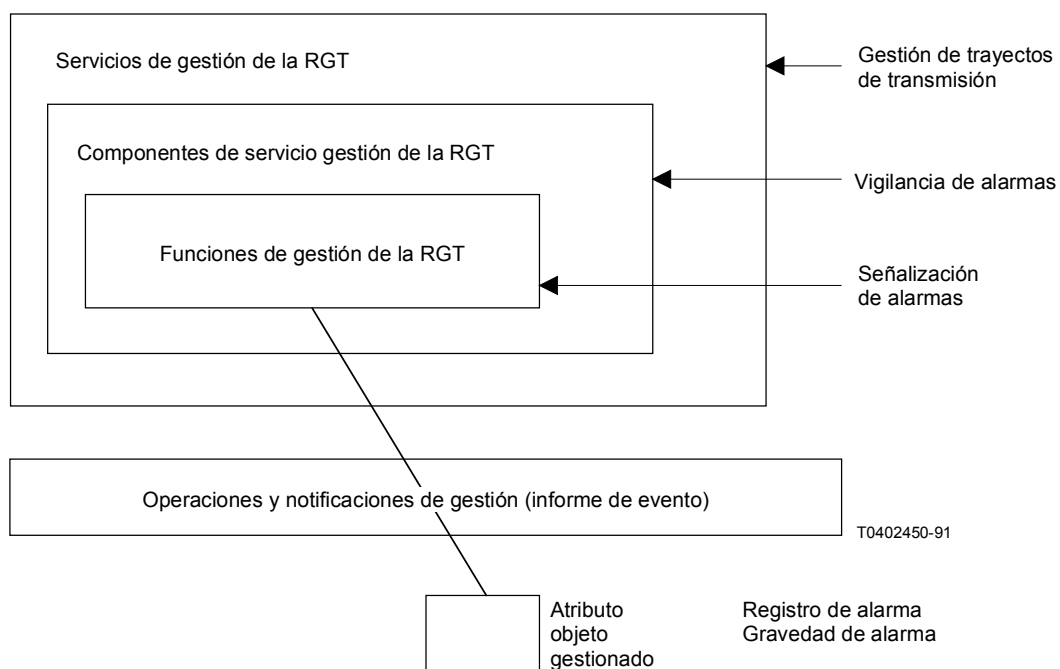 Servicios de gestión de la RGT
Gestión de trayectos
de transmisión
Componentes de servicio gestión de la RGT
Vigilancia de alarmas
Funciones de gestión de la RGT
Señalización
de alarmas
Operaciones y notificaciones de gestión (informe de evento)
T0402450-91
Atributo
objeto
gestionado
Registro de alarma
Gravedad de alarma